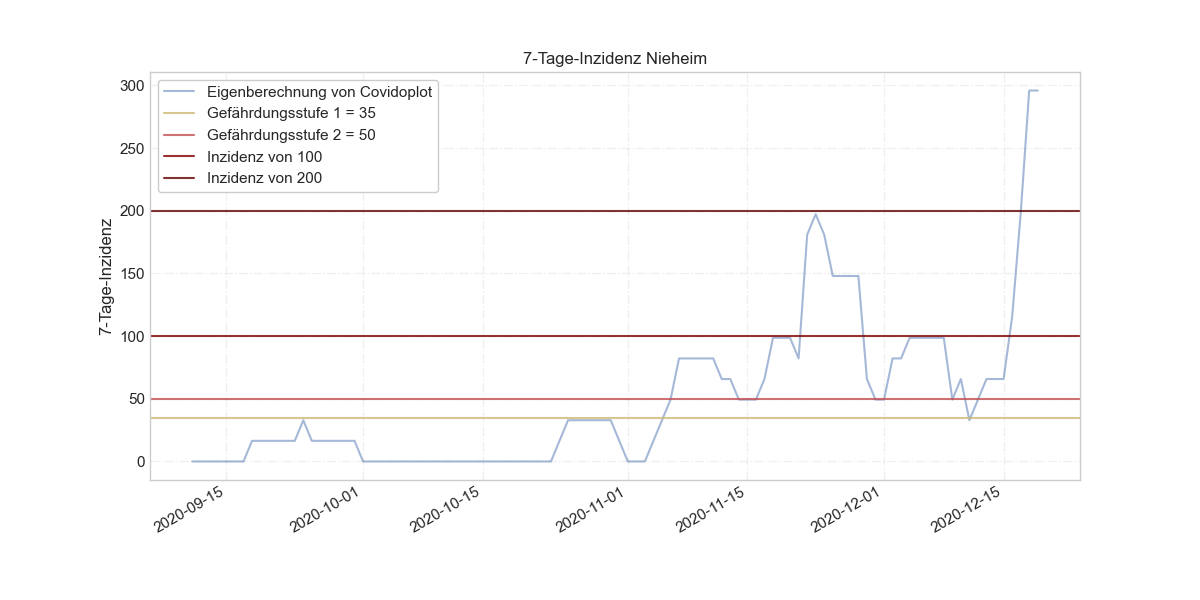 7-Tage-Inzidenz Nieheim
Eigenberechnung von Covidoplot
Gefährdungsstufe 1 = 35
Gefährdungsstufe 2 = 50
Inzidenz von 100
Inzidenz von 200
7-Tage-Inzidenz
300
250
200
150
100
50
0
2020-09-15
2020-10-01
2020-10-15
2020-11-01
2020-11-15
2020-12-01
2020-12-15